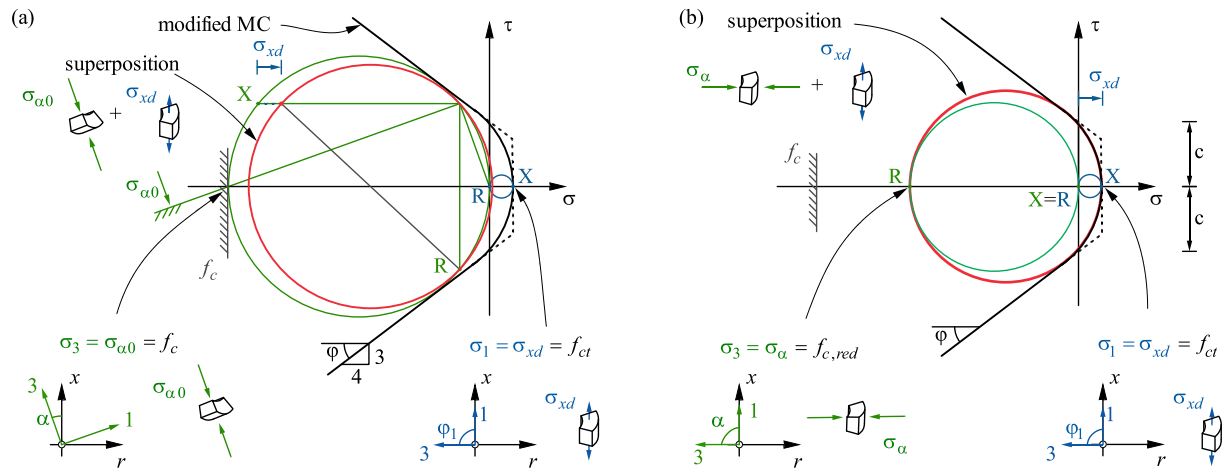 (a)
modified MC
τ
σxd
superposition
X
σα0
+
σxd
σα0
R
X
σ
R
fc
φ
3
4
σ3 = σα0 = fc
σ1 = σxd = fct
3
x
α
1
r
σα0
x
1
3
φ1
r
σxd
(b)
superposition
τ
σα
+
σxd
σxd
fc
c
R
X
X=R
σ
c
φ
σ3 = σα = fc,red
σ1 = σxd = fct
x
α
1
3
r
σα
x
1
3
φ1
r
σxd